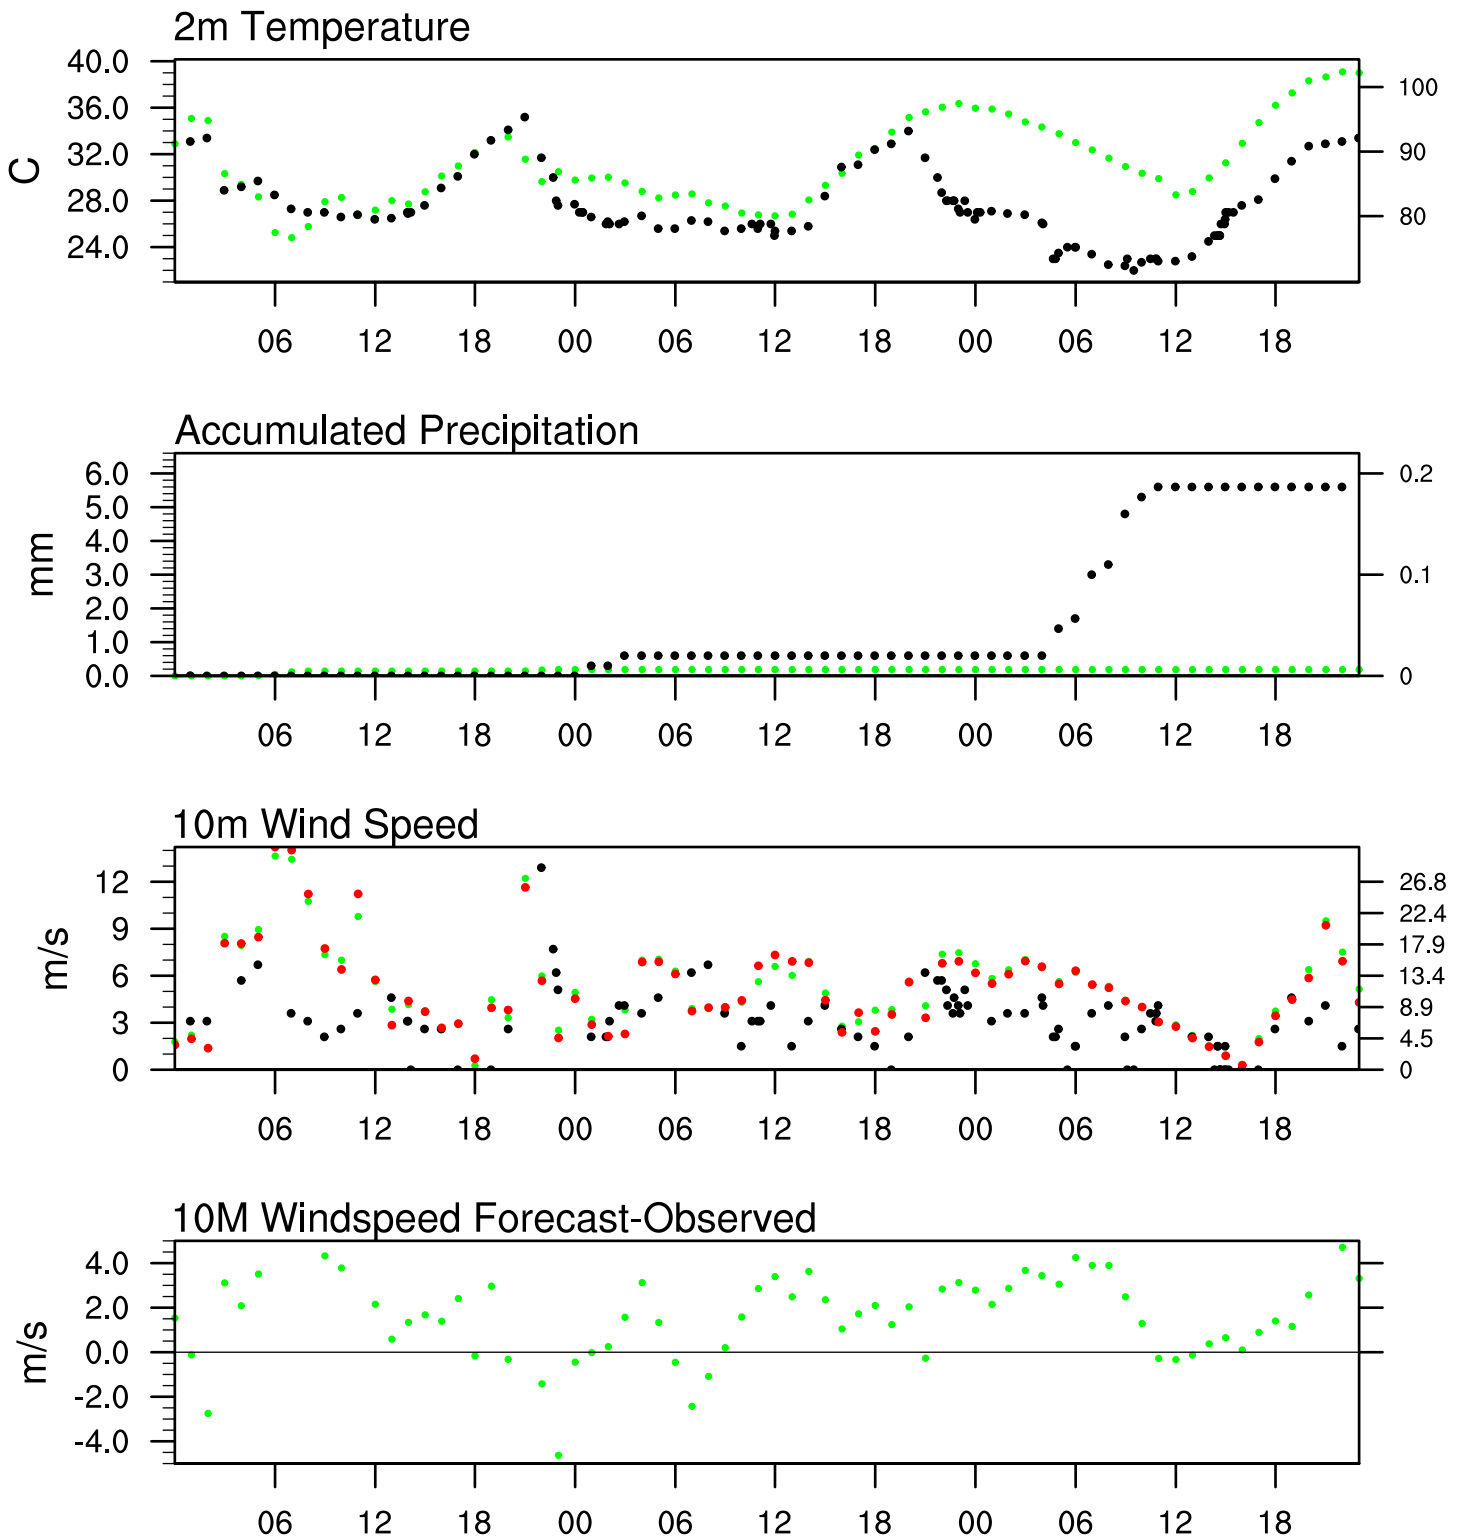 2m Temperature
40.0
36.0
32.0
28.0
24.0
C
100
90
80
06 12 18 00 06 12 18 00 06 12 18
Accumulated Precipitation
6.0
5.0
4.0
3.0
2.0
1.0
0.0
mm
0.2
0.1
0
06 12 18 00 06 12 18 00 06 12 18
10m Wind Speed
12
9
6
3
0
m/s
26.8
22.4
17.9
13.4
8.9
4.5
0
06 12 18 00 06 12 18 00 06 12 18
10M Windspeed Forecast-Observed
4.0
2.0
0.0
-2.0
-4.0
m/s
06 12 18 00 06 12 18 00 06 12 18